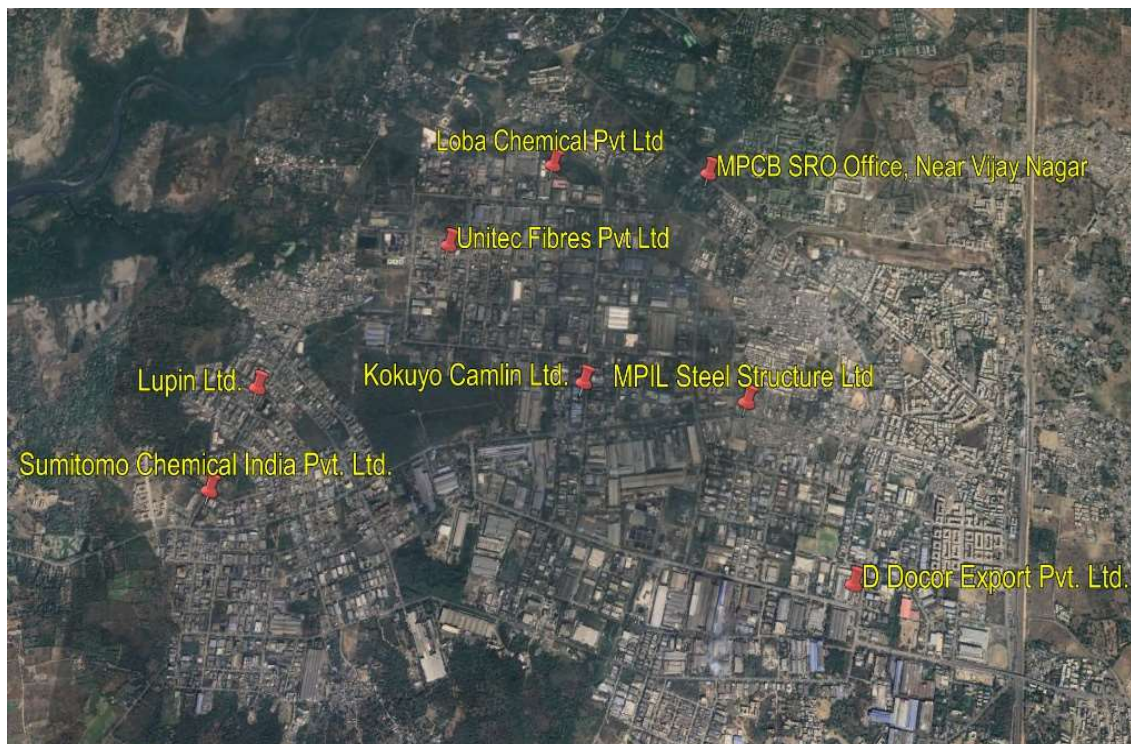 Loba Chemical Pvt Ltd
MPCB SRO Office, Near Vijay Nagar
Unitec Fibres Pvt Ltd
Lupin Ltd.
Kokuyo Camlin Ltd.
MPIL Steel Structure Ltd
Sumitomo Chemical India Pvt. Ltd.
D Docor Export Pvt. Ltd.